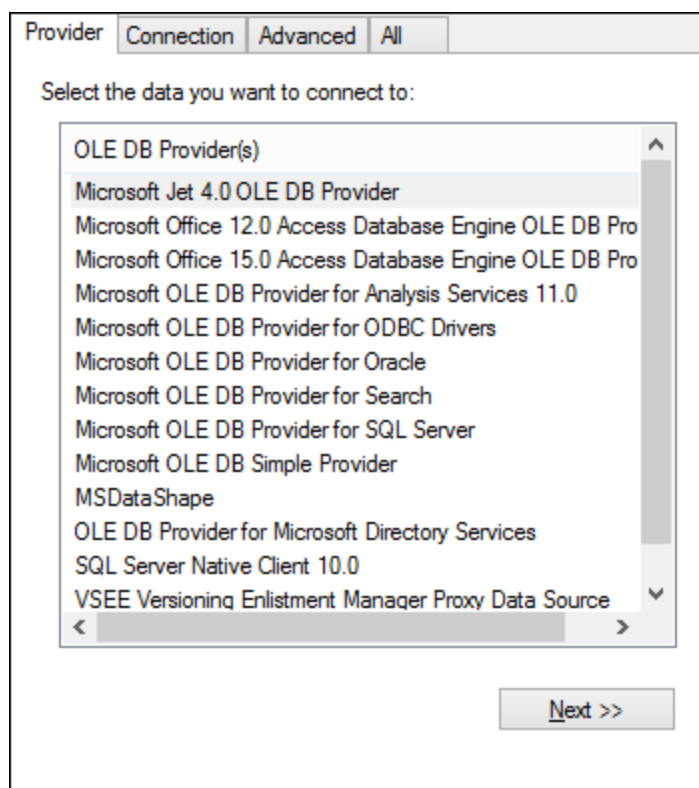 Provider Connection Advanced All
Select the data you want to connect to:
OLE DB Provider(s)
Microsoft Jet 4.0 OLE DB Provider
Microsoft Office 12.0 Access Database Engine OLE DB Pro
Microsoft Office 15.0 Access Database Engine OLE DB Pro
Microsoft OLE DB Provider for Analysis Services 11.0
Microsoft OLE DB Provider for ODBC Drivers
Microsoft OLE DB Provider for Oracle
Microsoft OLE DB Provider for Search
Microsoft OLE DB Provider for SQL Server
Microsoft OLE DB Simple Provider
MSDataShape
OLE DB Provider for Microsoft Directory Services
SQL Server Native Client 10.0
VSEE Versioning Enlistment Manager Proxy Data Source
Next >>